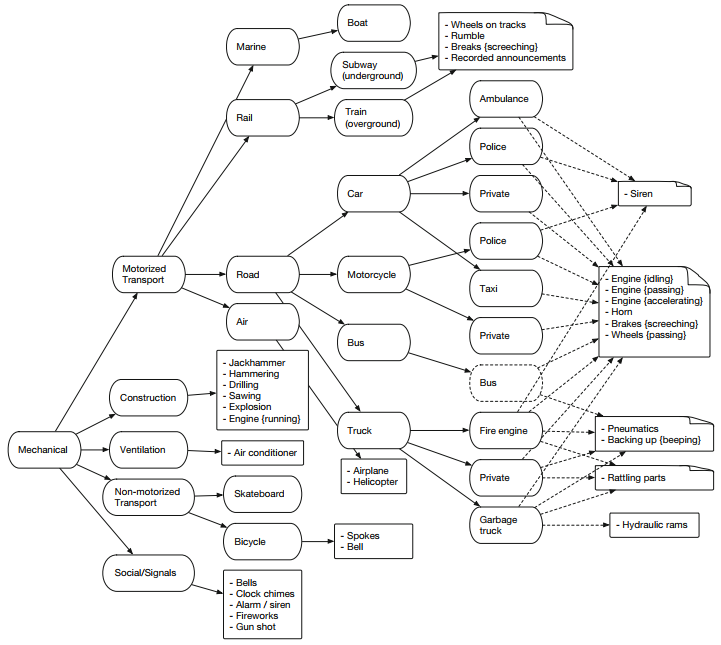 Boat
Marine
- Wheels on tracks
- Rumble
- Breaks {screeching}
- Recorded announcements
Subway
(underground)
Rail
Train
(overground)
Ambulance
Police
Car
Private
- Siren
Police
Motorized
Transport
Road
Motorcycle
Taxi
- Engine {idling}
- Engine {passing}
- Engine {accelerating}
- Horn
- Brakes {screeching}
- Wheels {passing}
Air
Private
Bus
Bus
- Jackhammer
- Hammering
- Drilling
- Sawing
- Explosion
- Engine {running}
Construction
Truck
Fire engine
- Pneumatics
- Backing up {beeping}
Mechanical
Ventilation
- Air conditioner
- Airplane
- Helicopter
Private
- Rattling parts
Non-motorized
Transport
Skateboard
Garbage
truck
- Hydraulic rams
Bicycle
- Spokes
- Bell
Social/Signals
- Bells
- Clock chimes
- Alarm / siren
- Fireworks
- Gun shot